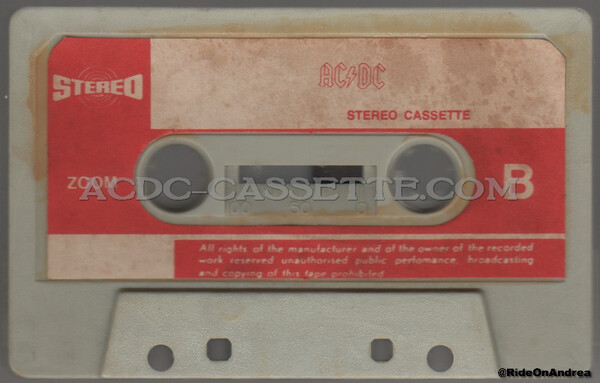 STEREO
AC⚡DC
STEREO CASSETTE
ZOOM
ACDC-CASSETTE.COM
B
50
All rights of the manufacturer and of the owner of the recorded
work reserved unauthorised public perfomance, broadcasting
and copying of this tape prohibited
@RideOnAndrea